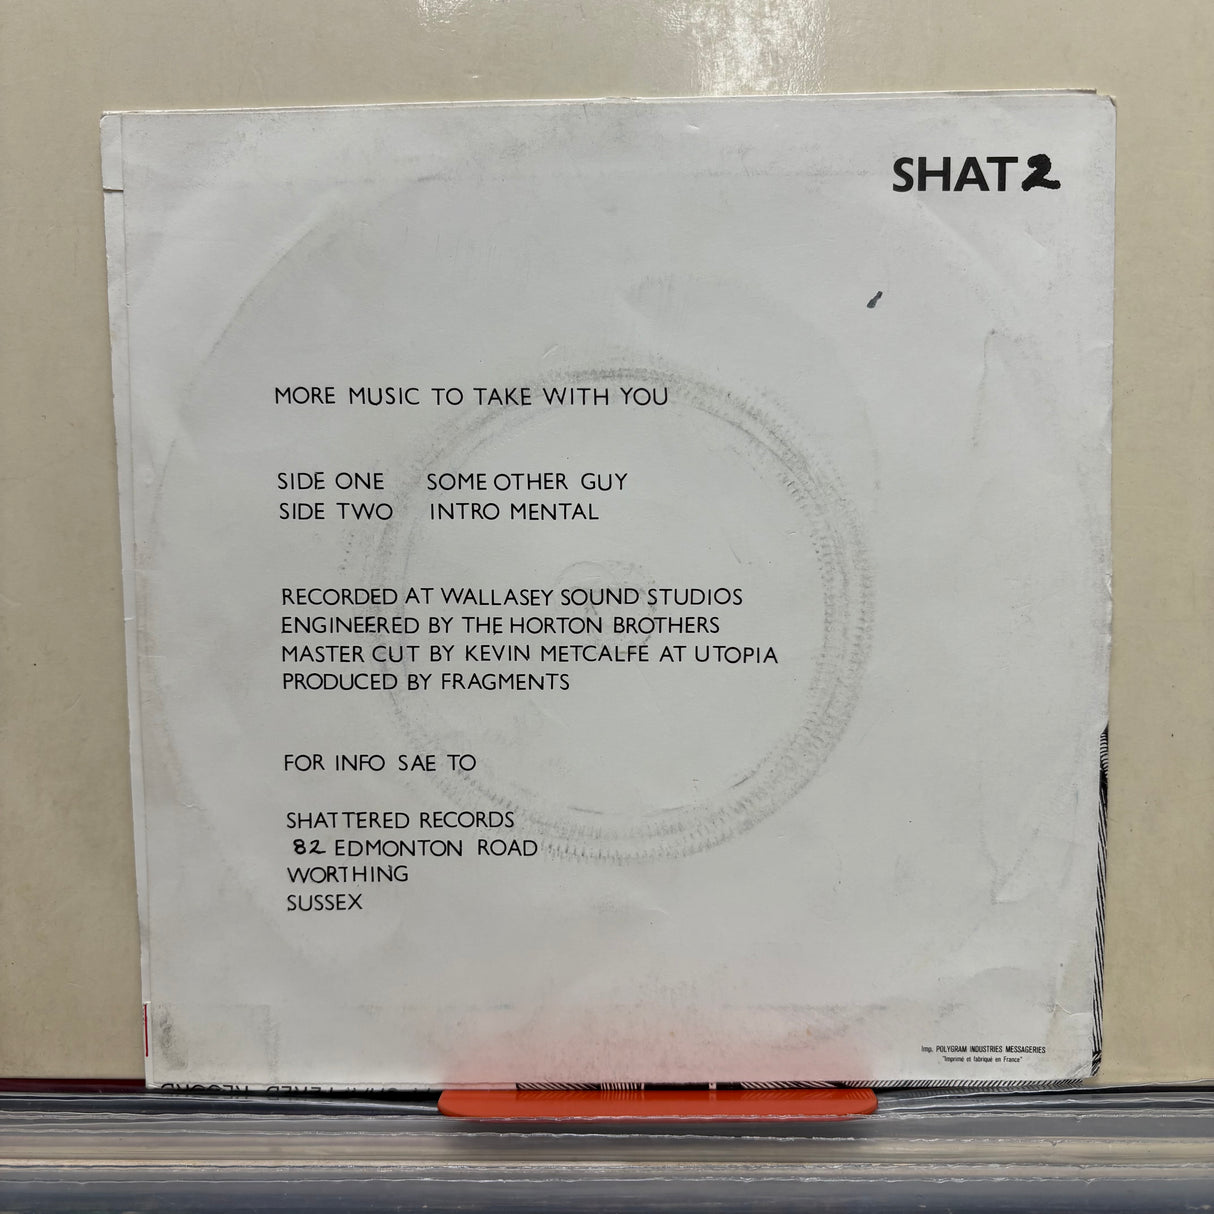 SHAT 2
MORE MUSIC TO TAKE WITH YOU
SIDE ONE SOME OTHER GUY
SIDE TWO INTRO MENTAL
RECORDED AT WALLASEY SOUND STUDIOS
ENGINEERED BY THE HORTON BROTHERS
MASTER CUT BY KEVIN METCALFE AT UTOPIA
PRODUCED BY FRAGMENTS
FOR INFO SAE TO
SHATTERED RECORDS
82 EDMONTON ROAD
WORTHING
SUSSEX
Imp. POLYGRAM INDUSTRIES MESSAGERIES
"Imprimé et fabriqué en France"